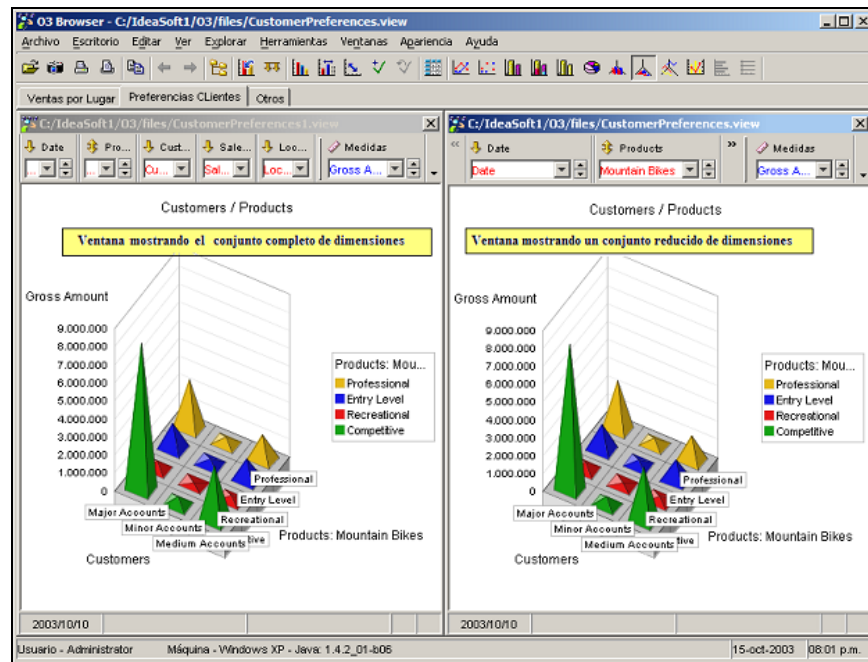 O3 Browser - C:/IdeaSoft1/O3/files/CustomerPreferences.view
Archivo Escritorio Editar Ver Explorar Herramientas Ventanas Apariencia Ayuda
Ventas por Lugar Preferencias CLientes Otros
C:/IdeaSoft1/O3/files/CustomerPreferences1.view
Date Pro... Cust... Sale... Loc... Medidas
... ... Cu... Sal... Loc... Gross A...
Customers / Products
Ventana mostrando el conjunto completo de dimensiones
Gross Amount
9.000.000
8.000.000
7.000.000
6.000.000
5.000.000
4.000.000
3.000.000
2.000.000
1.000.000
0
Products: Mou...
Professional
Entry Level
Recreational
Competitive
Professional
Entry Level
Recreational
tive
Major Accounts
Minor Accounts
Medium Accounts
Products: Mountain Bikes
Customers
2003/10/10
C:/IdeaSoft1/O3/files/CustomerPreferences.view
« Date Products » Medidas
Date Mountain Bikes Gross A...
Customers / Products
Ventana mostrando un conjunto reducido de dimensiones
Gross Amount
9.000.000
8.000.000
7.000.000
6.000.000
5.000.000
4.000.000
3.000.000
2.000.000
1.000.000
0
Products: Mou...
Professional
Entry Level
Recreational
Competitive
Professional
Entry Level
Recreational
tive
Major Accounts
Minor Accounts
Medium Accounts
Products: Mountain Bikes
Customers
2003/10/10
Usuario - Administrator Máquina - Windows XP - Java: 1.4.2_01-b06 15-oct-2003 08:01 p.m.